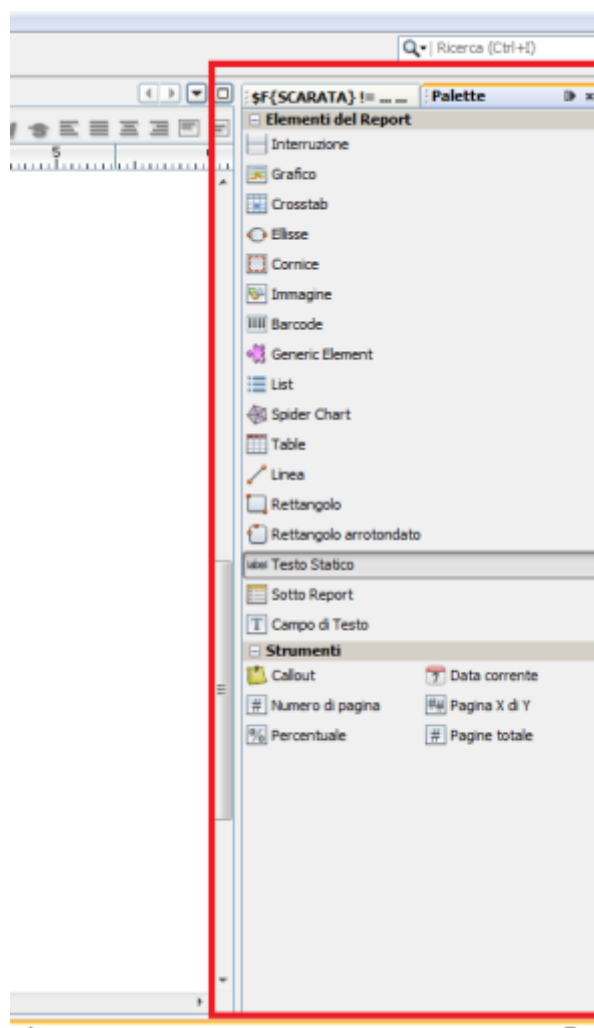 Ricerca (Ctrl+I)
$F{SCARATA} != ... ... Palette
Elementi del Report
5
Interruzione
Grafico
Crosstab
Ellisse
Cornice
Immagine
Barcode
Generic Element
List
Spider Chart
Table
Linea
Rettangolo
Rettangolo arrotondato
label Testo Statico
Sotto Report
T Campo di Testo
Strumenti
Callout 7 Data corrente
# Numero di pagina ## Pagina X di Y
% Percentuale # Pagine totale